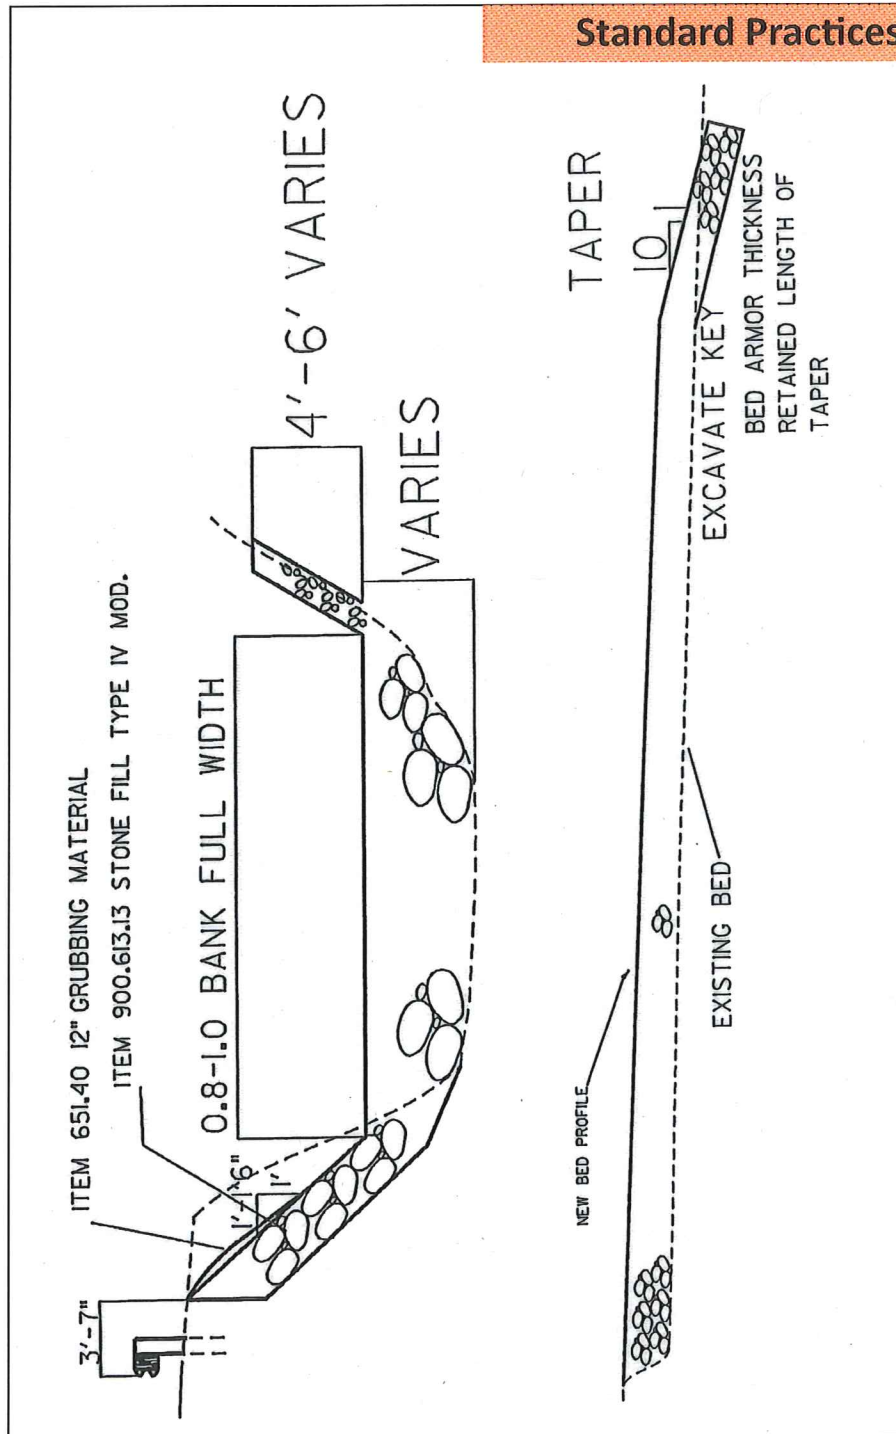 Standard Practices
3'-7"
ITEM 651.40 12" GRUBBING MATERIAL
ITEM 900.613.13 STONE FILL TYPE IV MOD.
1'-1'6"
1'
0.8-1.0 BANK FULL WIDTH
4'-6' VARIES
VARIES
NEW BED PROFILE
EXISTING BED
TAPER
10
1
EXCAVATE KEY
BED ARMOR THICKNESS
RETAINED LENGTH OF
TAPER